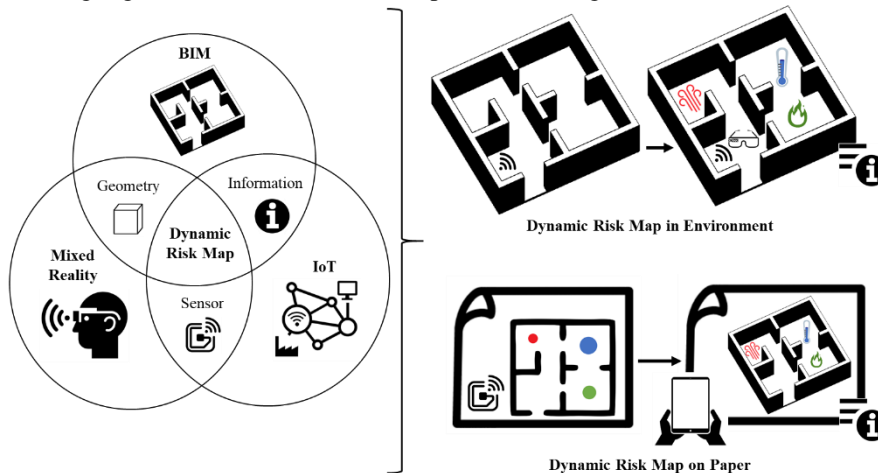 BIM
Geometry
Information
Dynamic
Risk Map
Mixed
Reality
IoT
Sensor
Dynamic Risk Map in Environment
Dynamic Risk Map on Paper